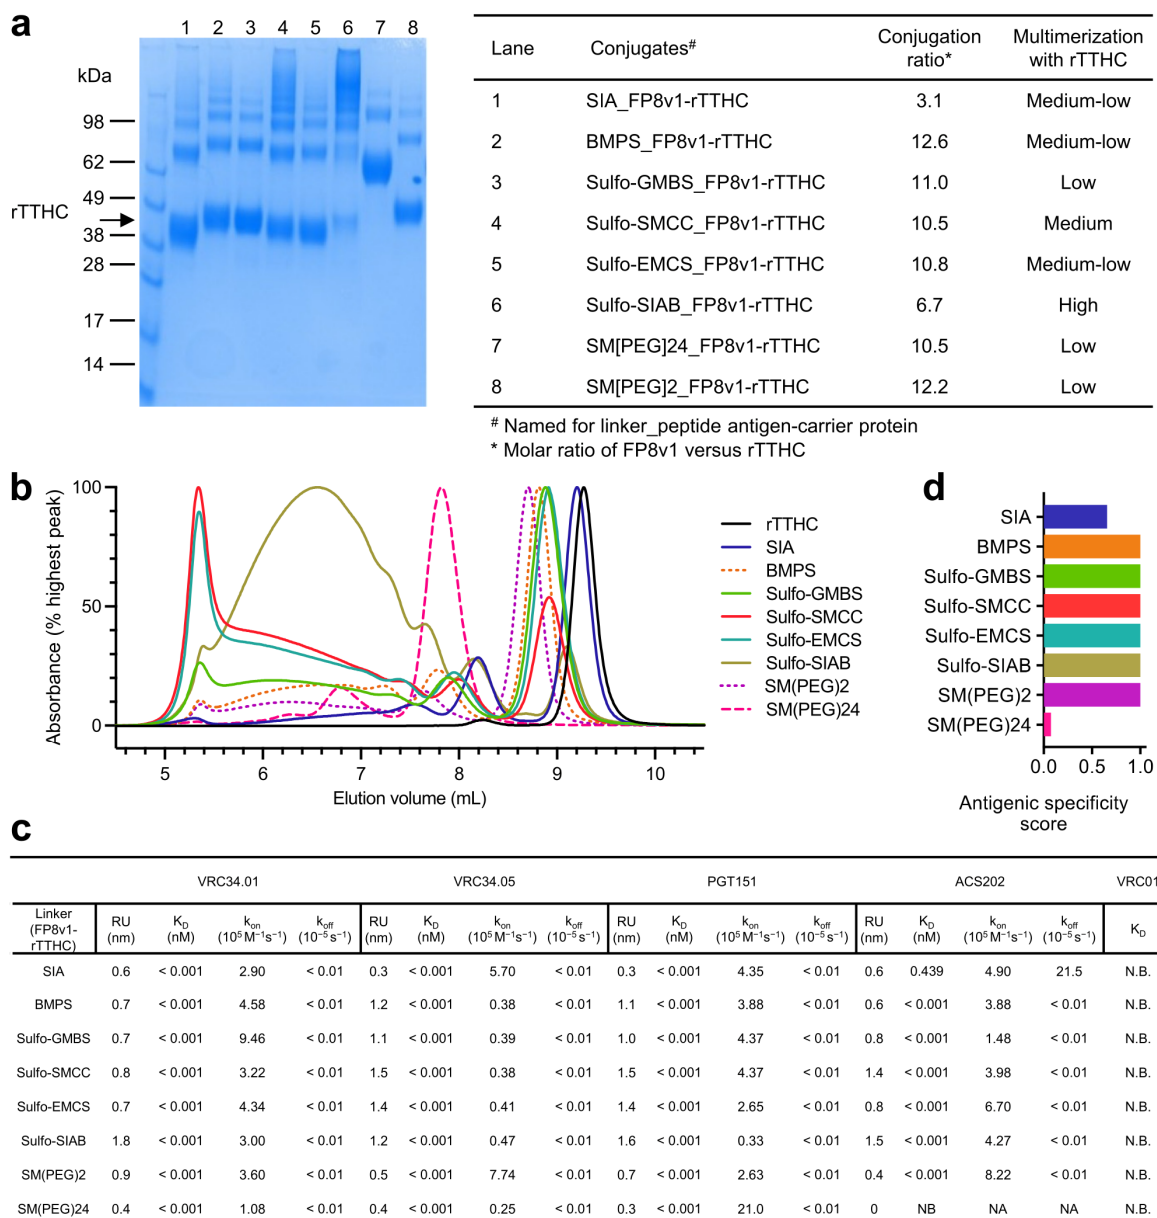 a
1 2 3 4 5 6 7 8
kDa
98
62
49
rTTHC
38
28
17
14
Lane Conjugates# Conjugation ratio* Multimerization with rTTHC
1 SIA_FP8v1-rTTHC 3.1 Medium-low
2 BMPS_FP8v1-rTTHC 12.6 Medium-low
3 Sulfo-GMBS_FP8v1-rTTHC 11.0 Low
4 Sulfo-SMCC_FP8v1-rTTHC 10.5 Medium
5 Sulfo-EMCS_FP8v1-rTTHC 10.8 Medium-low
6 Sulfo-SIAB_FP8v1-rTTHC 6.7 High
7 SM[PEG]24_FP8v1-rTTHC 10.5 Low
8 SM[PEG]2_FP8v1-rTTHC 12.2 Low
# Named for linker_peptide antigen-carrier protein
* Molar ratio of FP8v1 versus rTTHC
b
Absorbance (% highest peak)
100
50
0
5 6 7 8 9 10
Elution volume (mL)
rTTHC
SIA
BMPS
Sulfo-GMBS
Sulfo-SMCC
Sulfo-EMCS
Sulfo-SIAB
SM(PEG)2
SM(PEG)24
d
SIA
BMPS
Sulfo-GMBS
Sulfo-SMCC
Sulfo-EMCS
Sulfo-SIAB
SM(PEG)2
SM(PEG)24
0.0 0.5 1.0
Antigenic specificity
score
c
VRC34.01 VRC34.05 PGT151 ACS202 VRC01
Linker (FP8v1-rTTHC) RU (nm) KD (nM) kon (10⁵ M⁻¹s⁻¹) koff (10⁻⁵ s⁻¹) RU (nm) KD (nM) kon (10⁵ M⁻¹s⁻¹) koff (10⁻⁵ s⁻¹) RU (nm) KD (nM) kon (10⁵ M⁻¹s⁻¹) koff (10⁻⁵ s⁻¹) RU (nm) KD (nM) kon (10⁵ M⁻¹s⁻¹) koff (10⁻⁵ s⁻¹) KD
SIA 0.6 < 0.001 2.90 < 0.01 0.3 < 0.001 5.70 < 0.01 0.3 < 0.001 4.35 < 0.01 0.6 0.439 4.90 21.5 N.B.
BMPS 0.7 < 0.001 4.58 < 0.01 1.2 < 0.001 0.38 < 0.01 1.1 < 0.001 3.88 < 0.01 0.6 < 0.001 3.88 < 0.01 N.B.
Sulfo-GMBS 0.7 < 0.001 9.46 < 0.01 1.1 < 0.001 0.39 < 0.01 1.0 < 0.001 4.37 < 0.01 0.8 < 0.001 1.48 < 0.01 N.B.
Sulfo-SMCC 0.8 < 0.001 3.22 < 0.01 1.5 < 0.001 0.38 < 0.01 1.5 < 0.001 4.37 < 0.01 1.4 < 0.001 3.98 < 0.01 N.B.
Sulfo-EMCS 0.7 < 0.001 4.34 < 0.01 1.4 < 0.001 0.41 < 0.01 1.4 < 0.001 2.65 < 0.01 0.8 < 0.001 6.70 < 0.01 N.B.
Sulfo-SIAB 1.8 < 0.001 3.00 < 0.01 1.2 < 0.001 0.47 < 0.01 1.6 < 0.001 0.33 < 0.01 1.5 < 0.001 4.27 < 0.01 N.B.
SM(PEG)2 0.9 < 0.001 3.60 < 0.01 0.5 < 0.001 7.74 < 0.01 0.7 < 0.001 2.63 < 0.01 0.4 < 0.001 8.22 < 0.01 N.B.
SM(PEG)24 0.4 < 0.001 1.08 < 0.01 0.4 < 0.001 0.25 < 0.01 0.3 < 0.001 21.0 < 0.01 0 NB NA NA N.B.